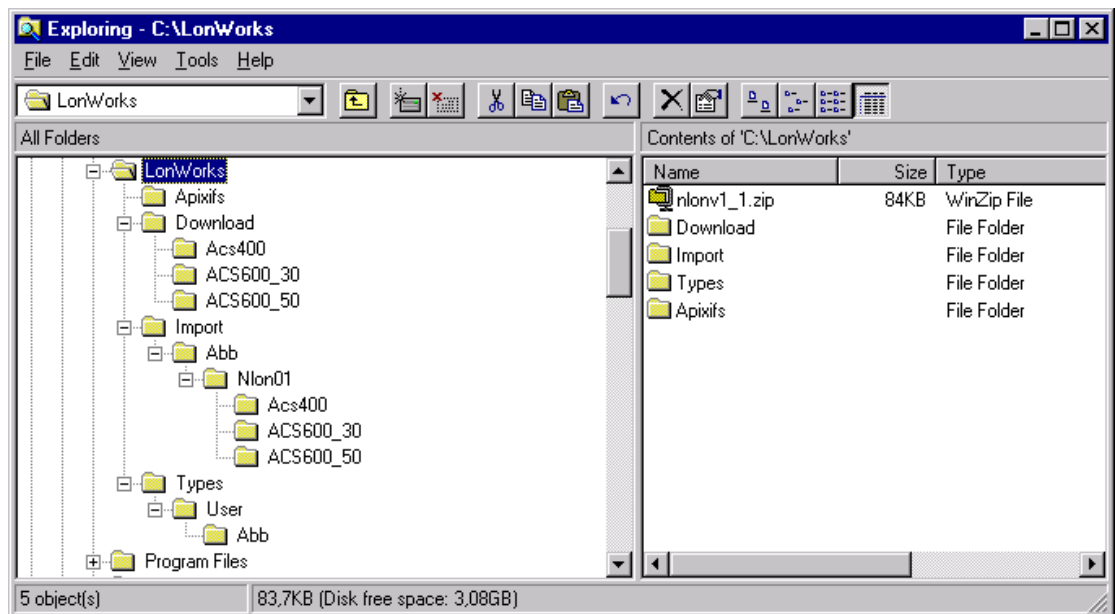 Exploring - C:\LonWorks
File Edit View Tools Help
LonWorks
All Folders
Contents of 'C:\LonWorks'
LonWorks
Apixifs
Download
Acs400
ACS600_30
ACS600_50
Import
Abb
Nlon01
Acs400
ACS600_30
ACS600_50
Types
User
Abb
Program Files
Name Size Type
nlonv1_1.zip 84KB WinZip File
Download File Folder
Import File Folder
Types File Folder
Apixifs File Folder
5 object(s) 83,7KB (Disk free space: 3,08GB)